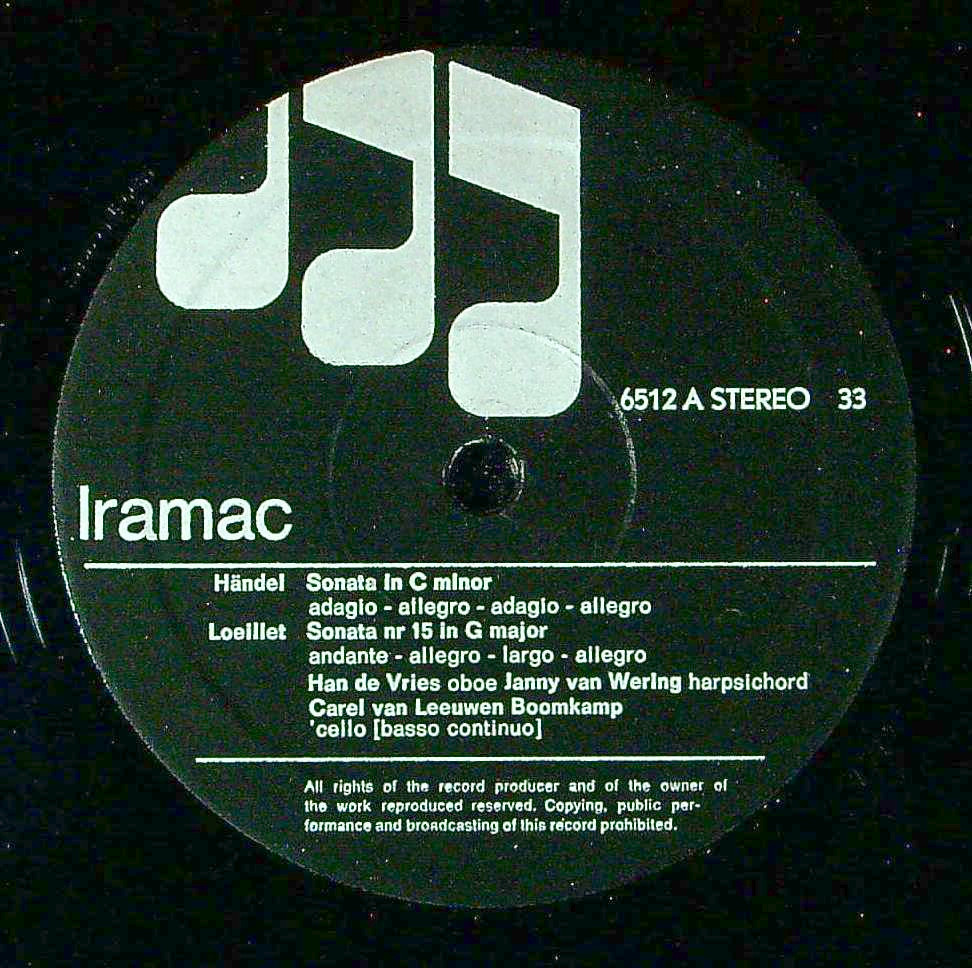 6512 A STEREO 33
Iramac
Händel Sonata in C minor
adagio - allegro - adagio - allegro
Loeillet Sonata nr 15 in G major
andante - allegro - largo - allegro
Han de Vries oboe Janny van Wering harpsichord
Carel van Leeuwen Boomkamp
'cello [basso continuo]
All rights of the record producer and of the owner of
the work reproduced reserved. Copying, public per-
formance and broadcasting of this record prohibited.